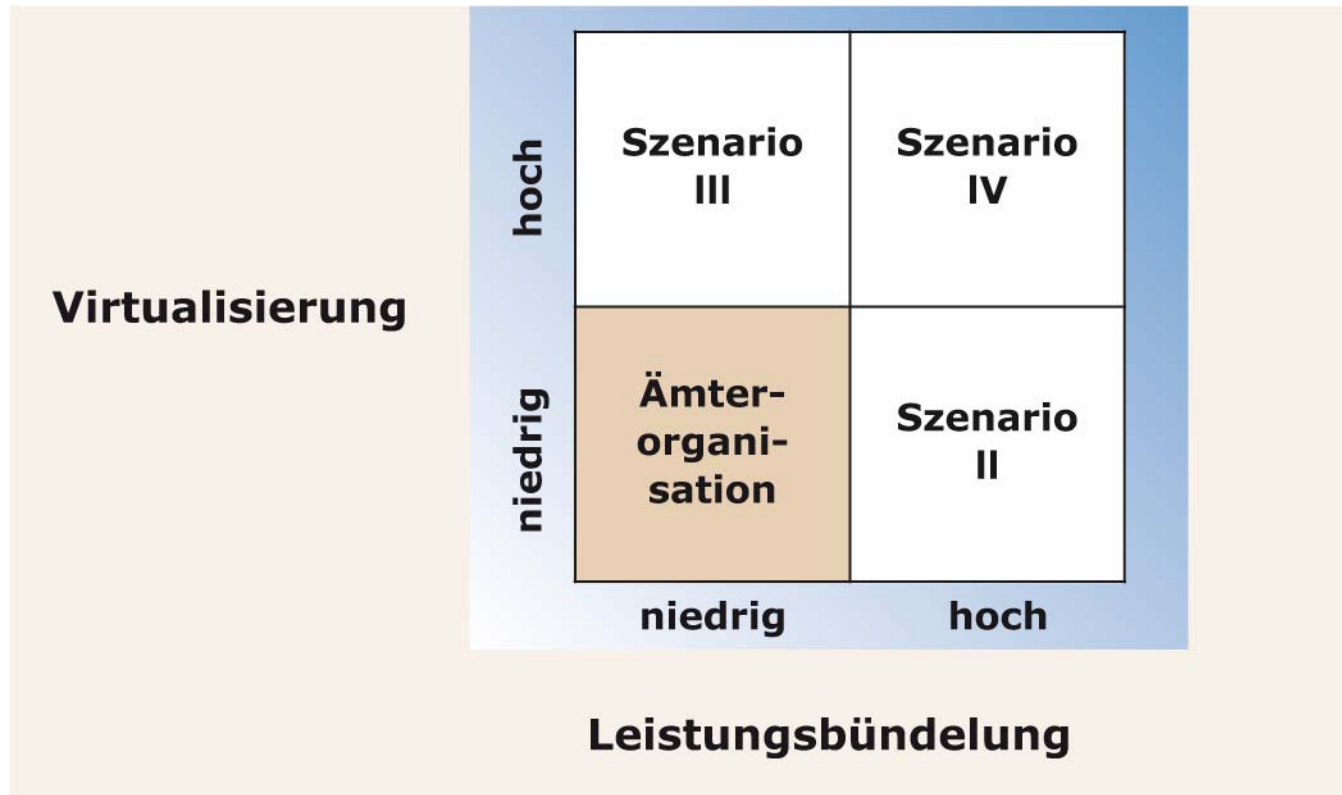 Virtualisierung
hoch
niedrig
Szenario
III
Szenario
IV
Ämter-
organi-
sation
Szenario
II
niedrig
hoch
Leistungsbündelung